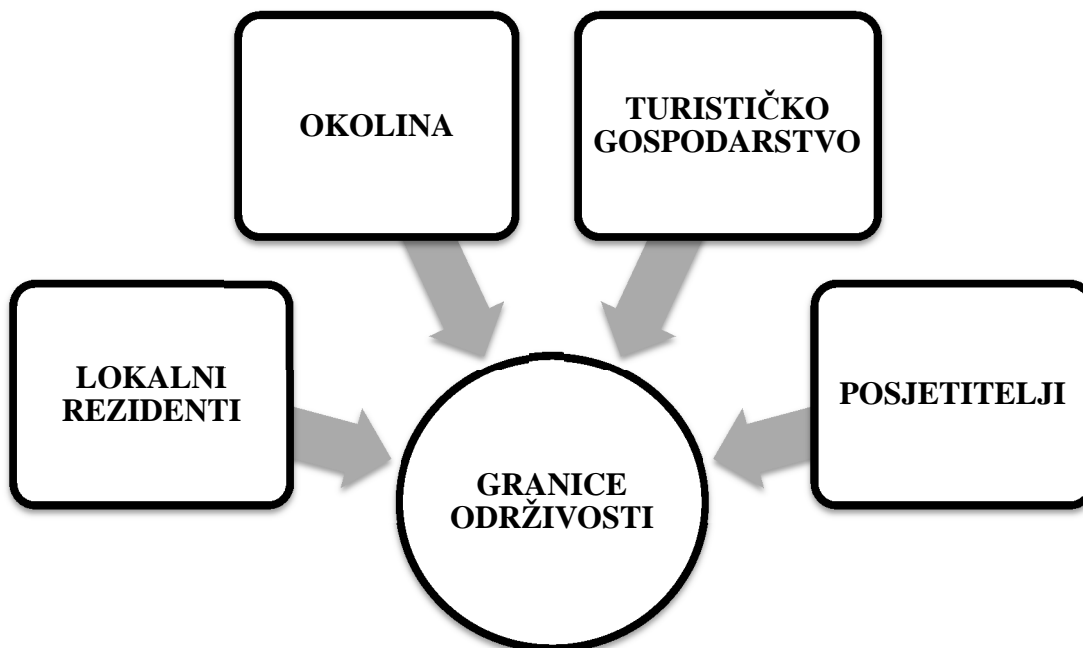 OKOLINA
TURISTIČKO
GOSPODARSTVO
LOKALNI
REZIDENTI
POSJETITELJI
GRANICE
ODRŽIVOSTI